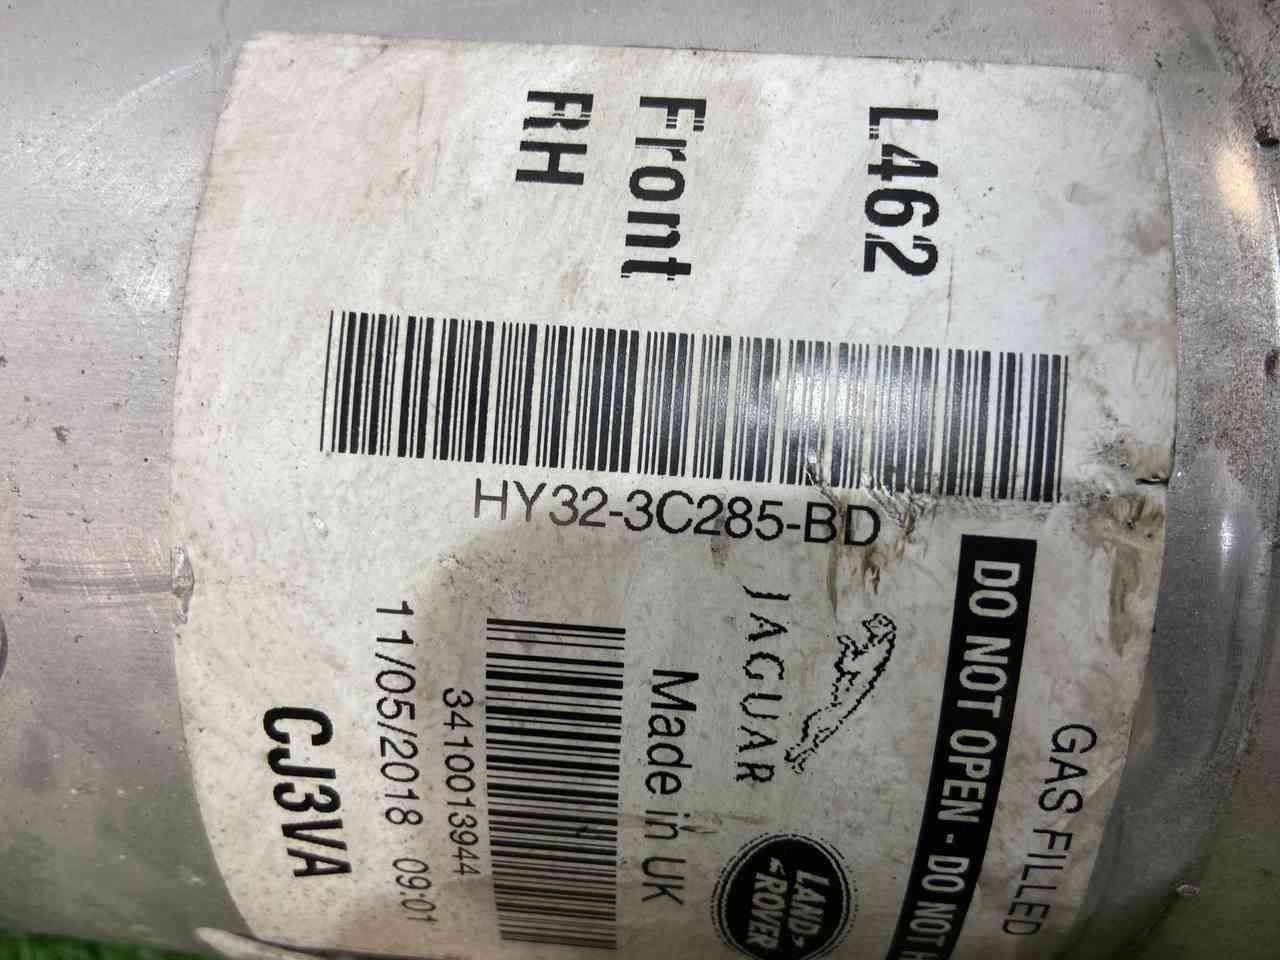 L462
Front
RH
HY32-3C285-BD
GAS FILLED
DO NOT OPEN - DO NOT
JAGUAR
LAND-
ROVER
Made in UK
3410013944
11/05/2018 09:01
CJ3VA